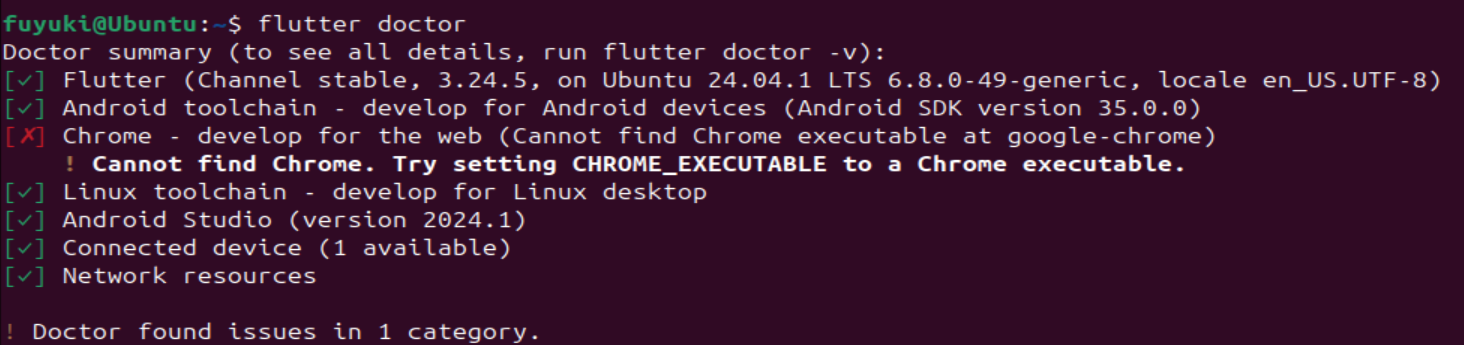 fuyuki@Ubuntu:~$ flutter doctor
Doctor summary (to see all details, run flutter doctor -v):
[✓] Flutter (Channel stable, 3.24.5, on Ubuntu 24.04.1 LTS 6.8.0-49-generic, locale en_US.UTF-8)
[✓] Android toolchain - develop for Android devices (Android SDK version 35.0.0)
[✗] Chrome - develop for the web (Cannot find Chrome executable at google-chrome)
    ! Cannot find Chrome. Try setting CHROME_EXECUTABLE to a Chrome executable.
[✓] Linux toolchain - develop for Linux desktop
[✓] Android Studio (version 2024.1)
[✓] Connected device (1 available)
[✓] Network resources

! Doctor found issues in 1 category.